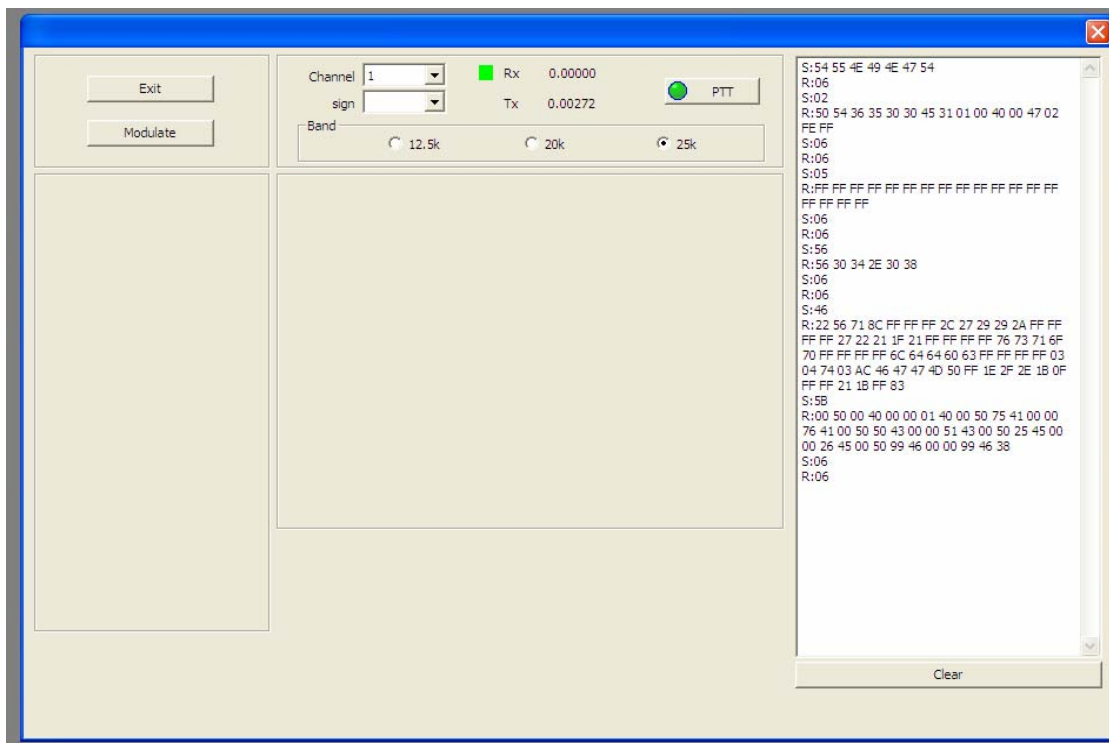 Exit
Modulate
Channel 1
sign
Rx 0.00000
Tx 0.00272
PTT
Band
12.5k 20k 25k
S:54 55 4E 49 4E 47 54
R:06
S:02
R:50 54 36 35 30 30 45 31 01 00 40 00 47 02
FE FF
S:06
R:06
S:05
R:FF FF FF FF FF FF FF FF FF FF FF FF FF FF
FF FF FF FF
S:06
R:06
S:56
R:56 30 34 2E 30 38
S:06
R:06
S:46
R:22 56 71 8C FF FF FF 2C 27 29 29 2A FF FF
FF FF 27 22 21 1F 21 FF FF FF FF 76 73 71 6F
70 FF FF FF FF 6C 64 64 60 63 FF FF FF FF 03
04 74 03 AC 46 47 47 4D 50 FF 1E 2F 2E 1B 0F
FF FF 21 1B FF 83
S:5B
R:00 50 00 40 00 00 01 40 00 50 75 41 00 00
76 41 00 50 50 43 00 00 51 43 00 50 25 45 00
00 26 45 00 50 99 46 00 00 99 46 38
S:06
R:06
Clear